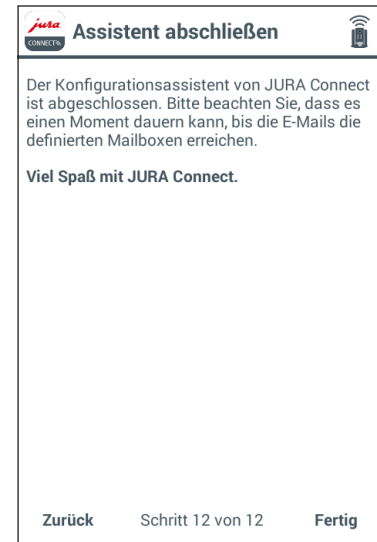 jura
CONNECT
Assistent abschließen
Der Konfigurationsassistent von JURA Connect
ist abgeschlossen. Bitte beachten Sie, dass es
einen Moment dauern kann, bis die E-Mails die
definierten Mailboxen erreichen.
Viel Spaß mit JURA Connect.
Zurück Schritt 12 von 12 Fertig